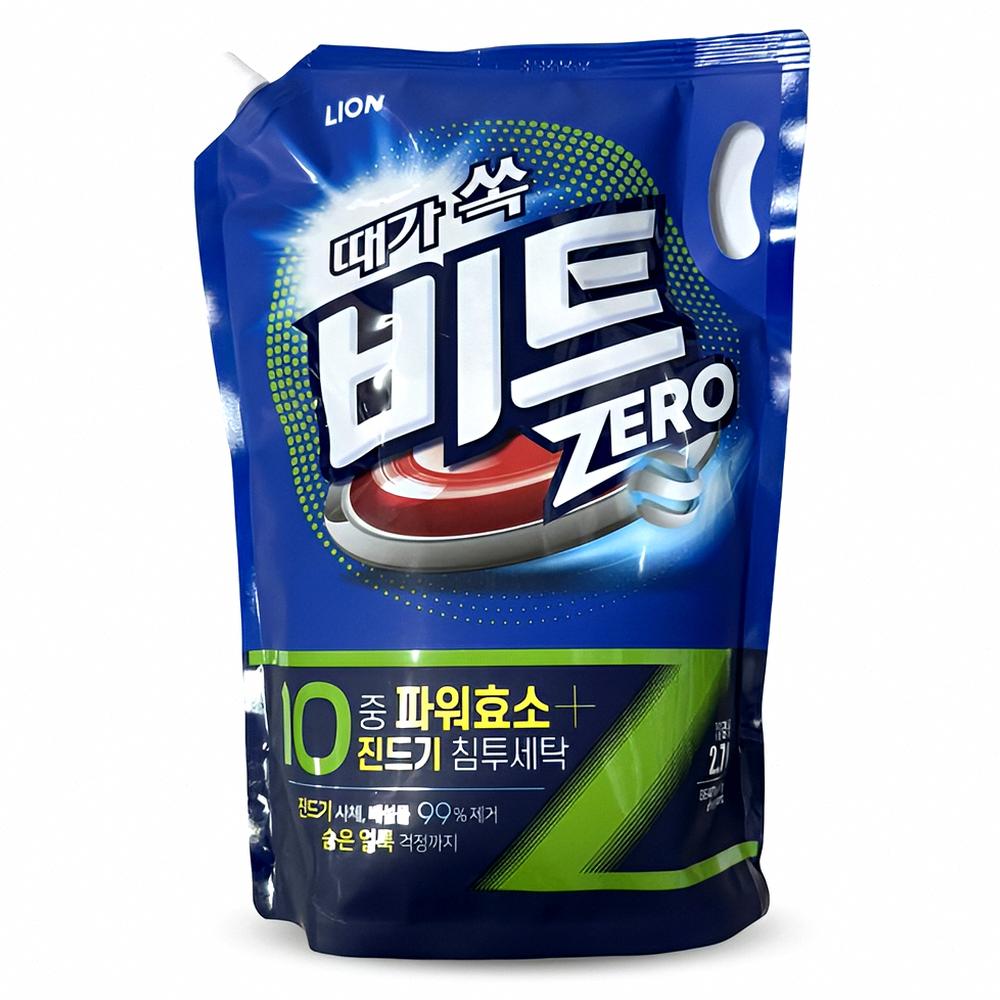 LION
때가 쏙
비트
ZERO
10중 파워효소+
진드기 침투세탁
진드기 사체, 배설물 99% 제거
숨은 얼룩 걱정까지
2.7